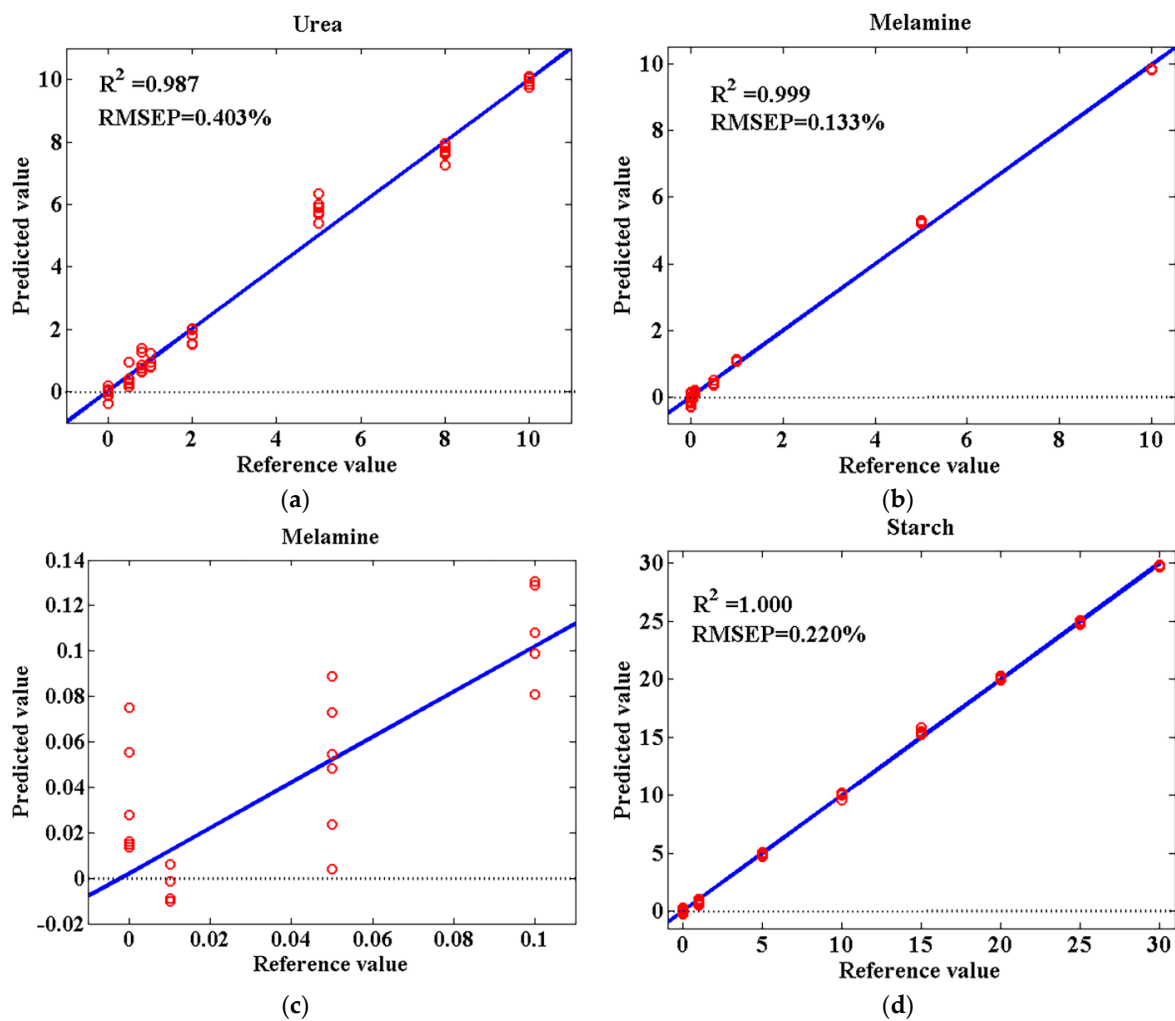 Urea
R² =0.987
RMSEP=0.403%
Predicted value
10
8
6
4
2
0
0 2 4 6 8 10
Reference value
(a)
Melamine
R² =0.999
RMSEP=0.133%
Predicted value
10
8
6
4
2
0
0 2 4 6 8 10
Reference value
(b)
Melamine
Predicted value
0.14
0.12
0.1
0.08
0.06
0.04
0.02
0
-0.02
0 0.02 0.04 0.06 0.08 0.1
Reference value
(c)
Starch
R² =1.000
RMSEP=0.220%
Predicted value
30
25
20
15
10
5
0
0 5 10 15 20 25 30
Reference value
(d)